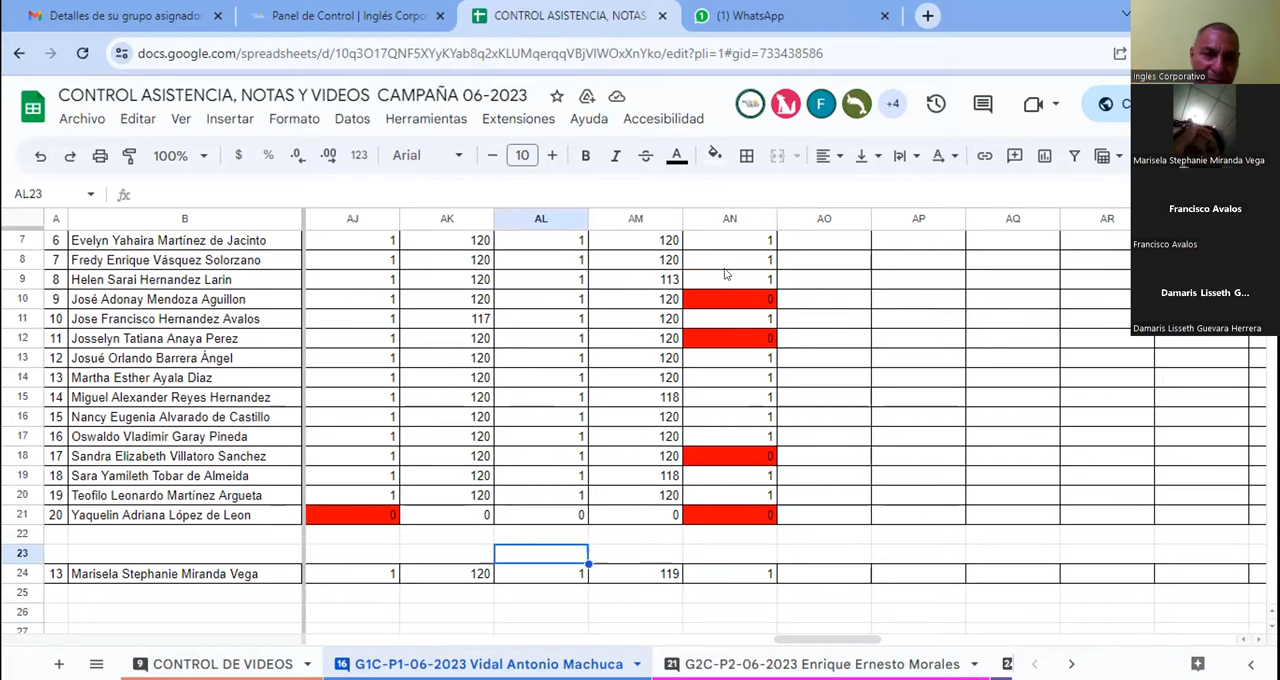 Detalles de su grupo asignado:
Panel de Control | Inglés Corpo
CONTROL ASISTENCIA, NOTAS
(1) WhatsApp
docs.google.com/spreadsheets/d/10q3O17QNF5XYyKYab8q2xKLUMqerqqVBjVIWOxXnYko/edit?pli=1#gid=733438586
CONTROL ASISTENCIA, NOTAS Y VIDEOS CAMPAÑA 06-2023
F
+4
Archivo Editar Ver Insertar Formato Datos Herramientas Extensiones Ayuda Accesibilidad
100% $ % .0 .00 123 Arial 10 B I A
AL23 fx
A B AJ AK AL AM AN AO AP AQ AR
7 6 Evelyn Yahaira Martínez de Jacinto 1 120 1 120 1
8 7 Fredy Enrique Vásquez Solorzano 1 120 1 120 1
9 8 Helen Sarai Hernandez Larin 1 120 1 113 1
10 9 José Adonay Mendoza Aguillon 1 120 1 120 0
11 10 Jose Francisco Hernandez Avalos 1 117 1 120 1
12 11 Josselyn Tatiana Anaya Perez 1 120 1 120 0
13 12 Josué Orlando Barrera Ángel 1 120 1 120 1
14 13 Martha Esther Ayala Diaz 1 120 1 120 1
15 14 Miguel Alexander Reyes Hernandez 1 120 1 118 1
16 15 Nancy Eugenia Alvarado de Castillo 1 120 1 120 1
17 16 Oswaldo Vladimir Garay Pineda 1 120 1 120 1
18 17 Sandra Elizabeth Villatoro Sanchez 1 120 1 120 0
19 18 Sara Yamileth Tobar de Almeida 1 120 1 118 1
20 19 Teofilo Leonardo Martínez Argueta 1 120 1 120 1
21 20 Yaquelin Adriana López de Leon 0 0 0 0 0
22
23
24 13 Marisela Stephanie Miranda Vega 1 120 1 119 1
25
26
27
9 CONTROL DE VIDEOS
16 G1C-P1-06-2023 Vidal Antonio Machuca
21 G2C-P2-06-2023 Enrique Ernesto Morales
24
Ingles Corporativo
Marisela Stephanie Miranda Vega
Francisco Avalos
Francisco Avalos
Damaris Lisseth G...
Damaris Lisseth Guevara Herrera